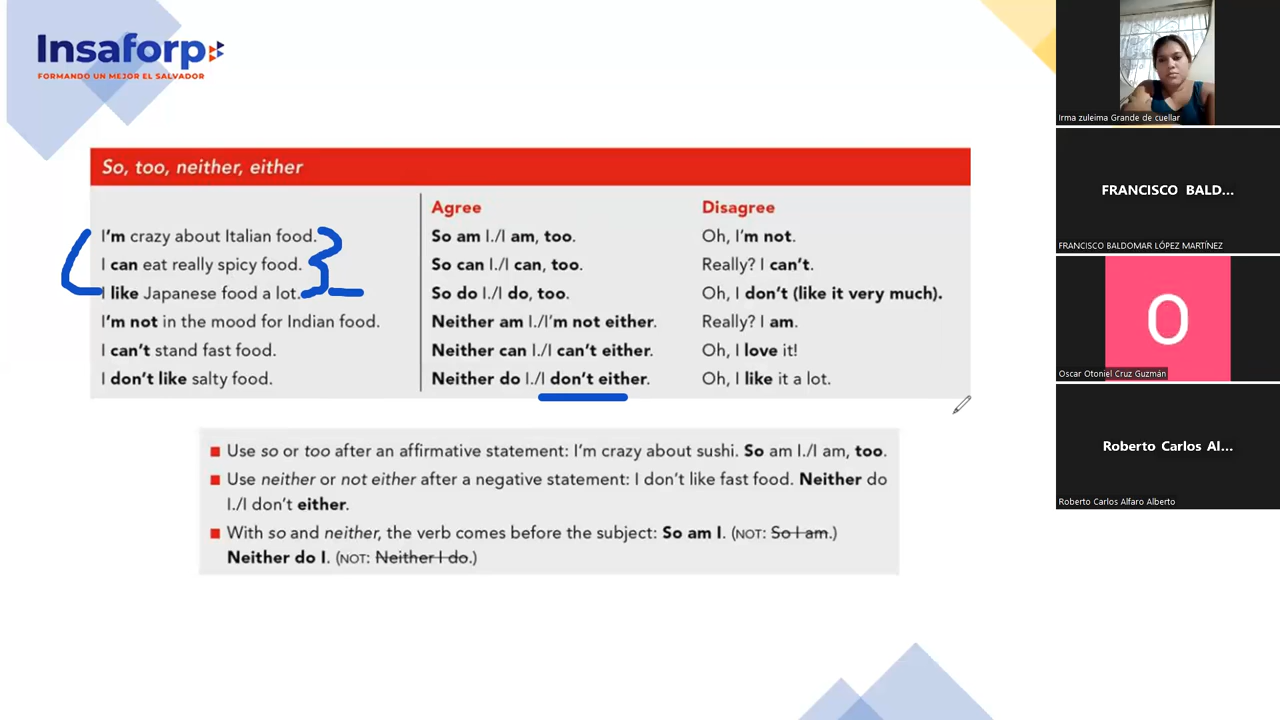 Insaforp
FORMANDO UN MEJOR EL SALVADOR
So, too, neither, either
Agree Disagree
I'm crazy about Italian food. So am I./I am, too. Oh, I'm not.
I can eat really spicy food. So can I./I can, too. Really? I can't.
I like Japanese food a lot. So do I./I do, too. Oh, I don't (like it very much).
I'm not in the mood for Indian food. Neither am I./I'm not either. Really? I am.
I can't stand fast food. Neither can I./I can't either. Oh, I love it!
I don't like salty food. Neither do I./I don't either. Oh, I like it a lot.
Use so or too after an affirmative statement: I'm crazy about sushi. So am I./I am, too.
Use neither or not either after a negative statement: I don't like fast food. Neither do
I./I don't either.
With so and neither, the verb comes before the subject: So am I. (NOT: So I am.)
Neither do I. (NOT: Neither I do.)
Irma zuleima Grande de cuellar
FRANCISCO BALD...
FRANCISCO BALDOMAR LÓPEZ MARTÍNEZ
O
Oscar Otoniel Cruz Guzmán
Roberto Carlos Al...
Roberto Carlos Alfaro Alberto